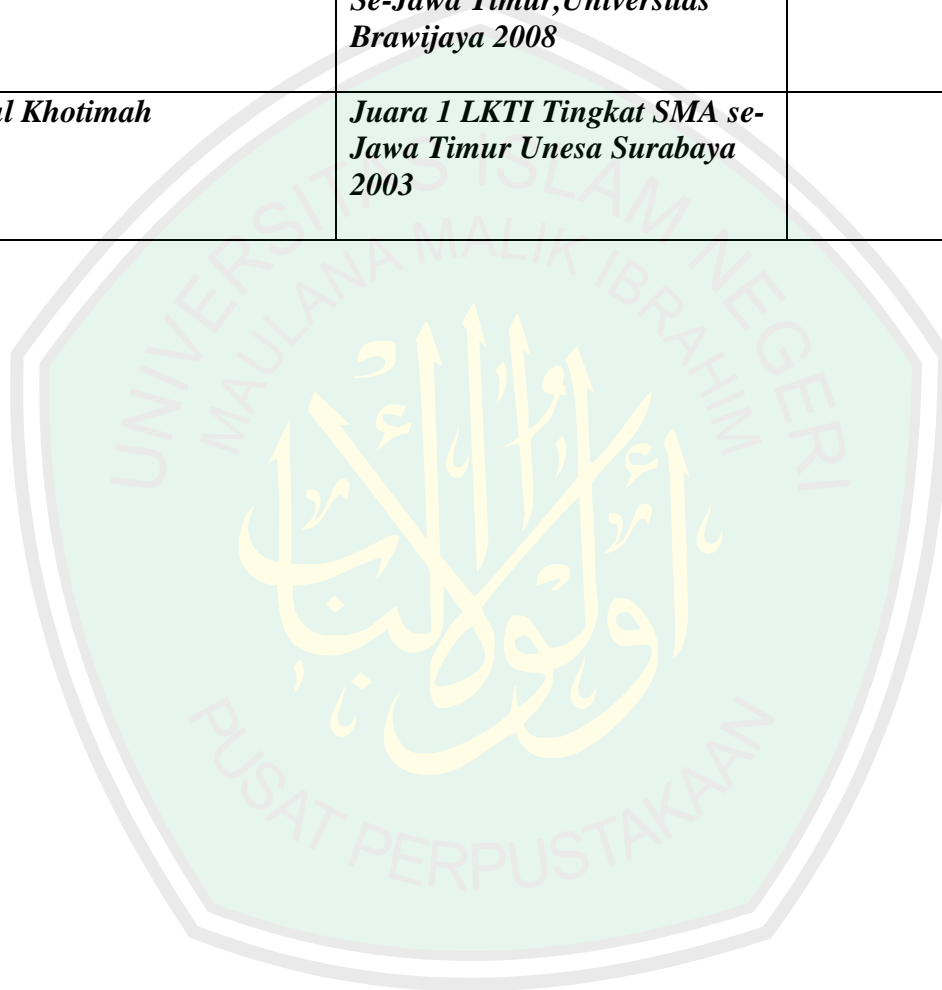 Se-Jawa Timur,Universitas
Brawijaya 2008
Khotimah
Juara 1 LKTI Tingkat SMA se-
Jawa Timur Unesa Surabaya
2003
UNIVERSITAS ISLAM NEGERI
MAULANA MALIK IBRAHIM
أولوا الألباب
PUSAT PERPUSTAKAAN